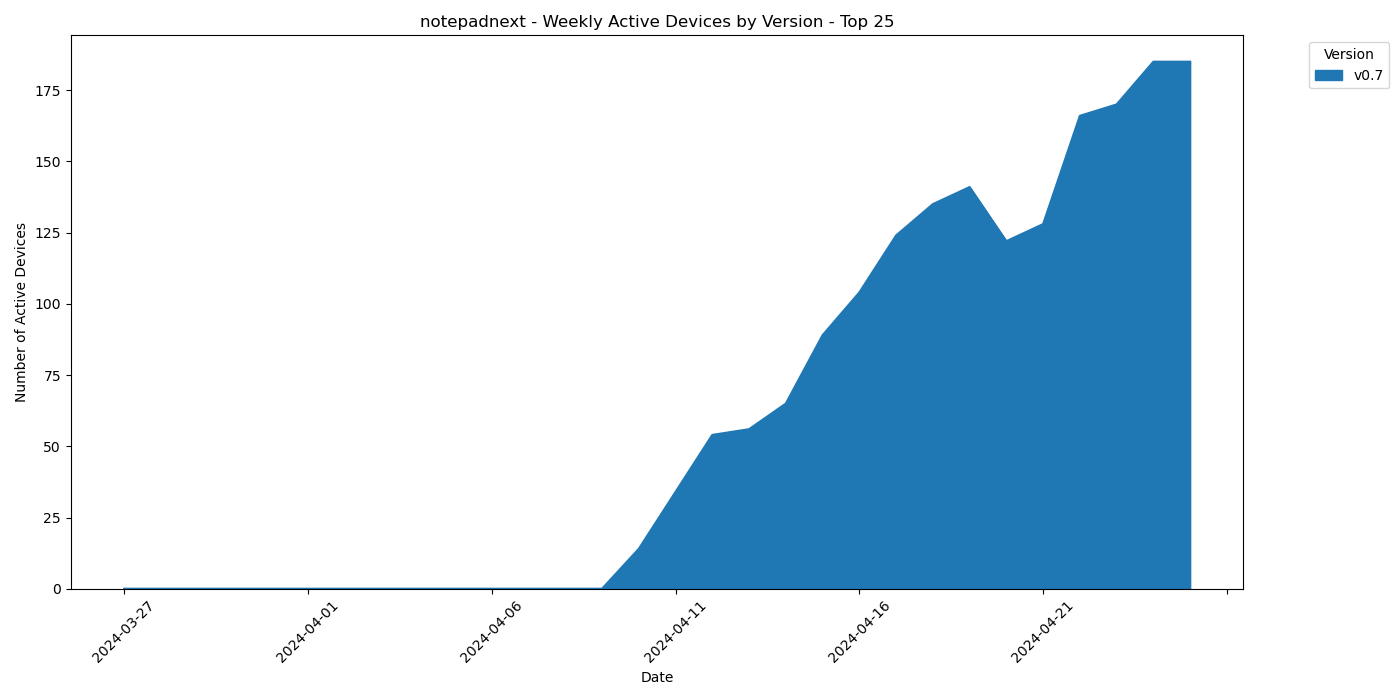 notepadnext - Weekly Active Devices by Version - Top 25
Version
v0.7
Number of Active Devices
175
150
125
100
75
50
25
0
2024-03-27
2024-04-01
2024-04-06
2024-04-11
2024-04-16
2024-04-21
Date